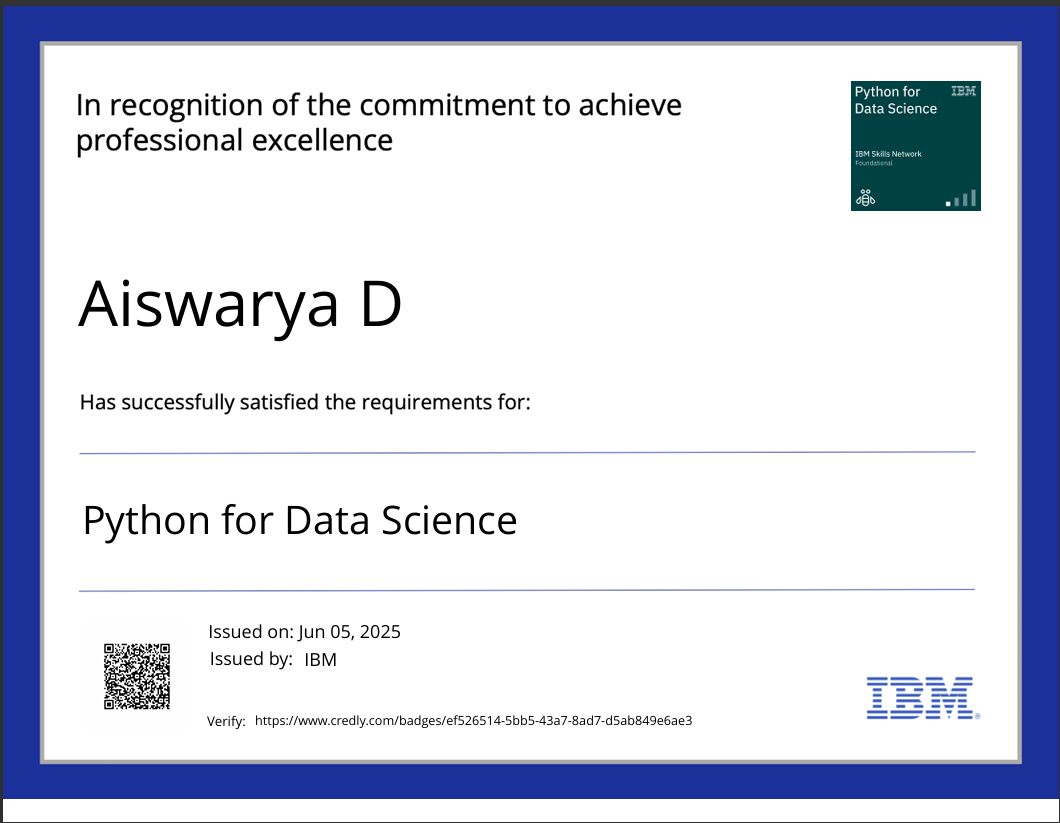 In recognition of the commitment to achieve
professional excellence
Python for
Data Science
IBM
IBM Skills Network
Foundational
Aiswarya D
Has successfully satisfied the requirements for:
Python for Data Science
Issued on: Jun 05, 2025
Issued by: IBM
Verify: https://www.credly.com/badges/ef526514-5bb5-43a7-8ad7-d5ab849e6ae3
IBM®